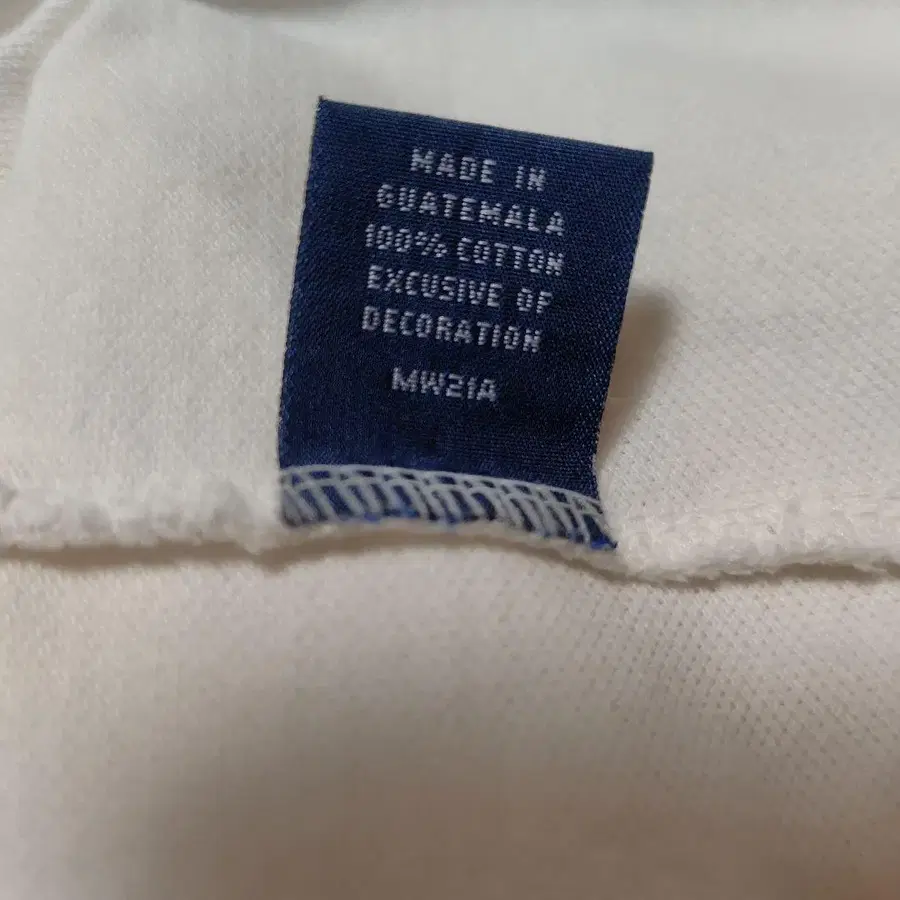 MADE IN
GUATEMALA
100% COTTON
EXCUSIVE OF
DECORATION
MW21A